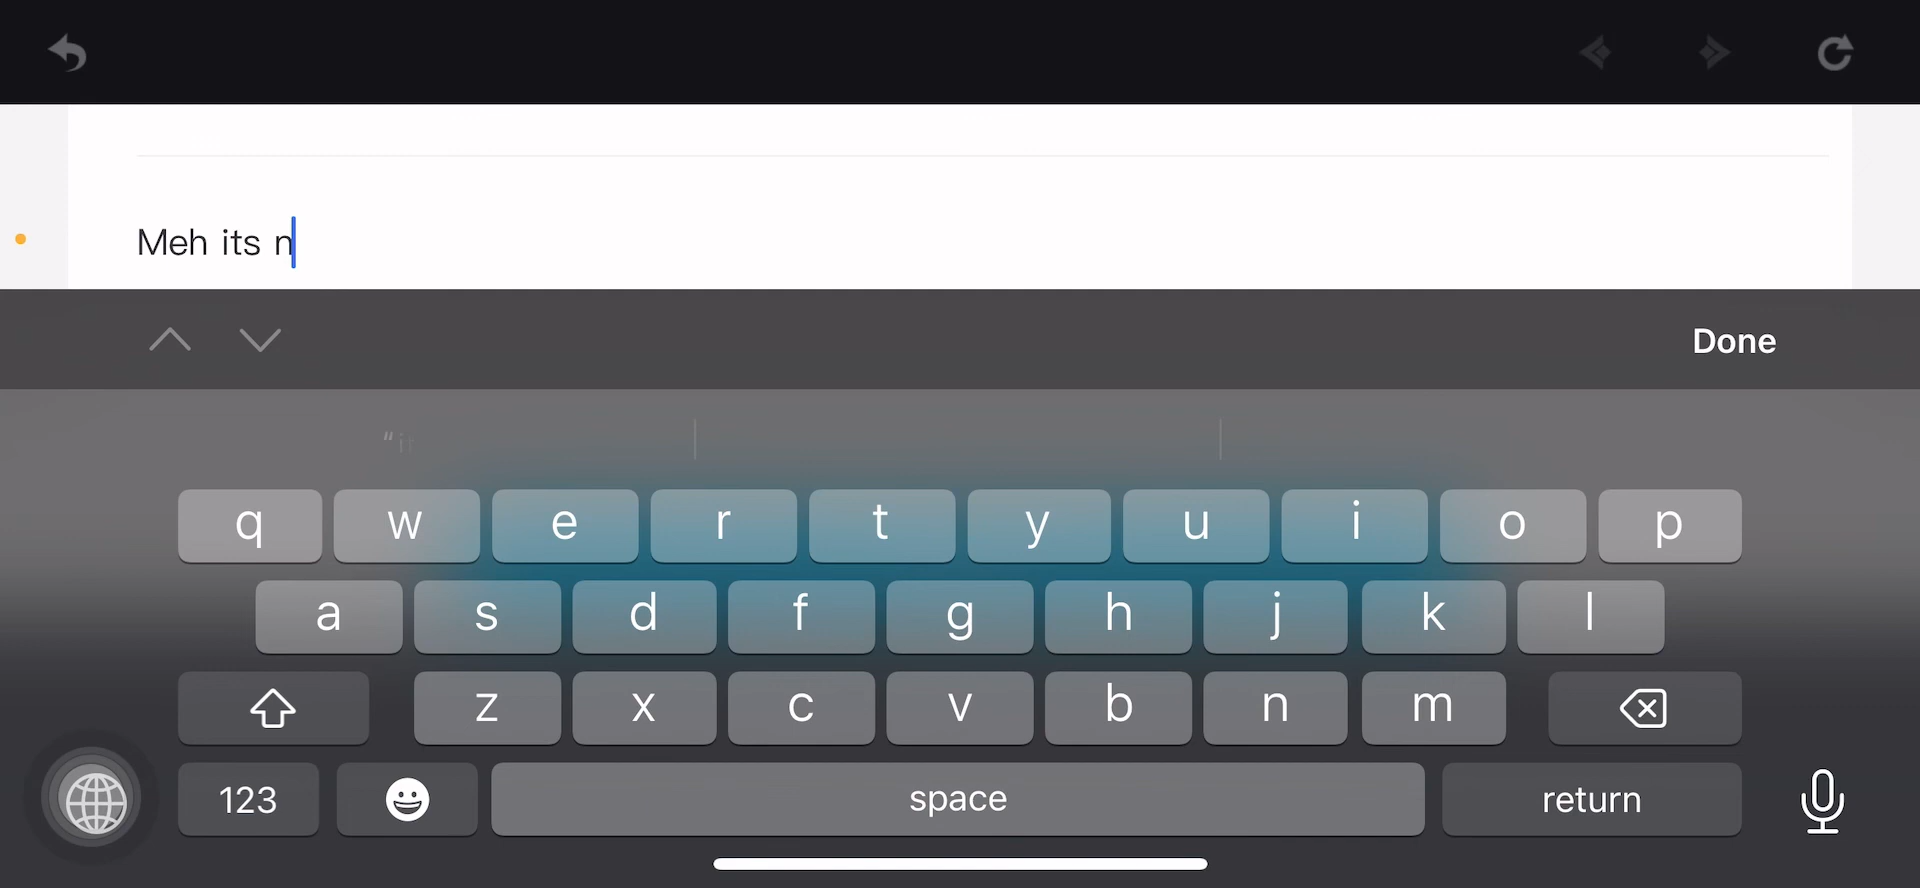 Meh its n
Done
q w e r t y u i o p
a s d f g h j k l
z x c v b n m
123 space return